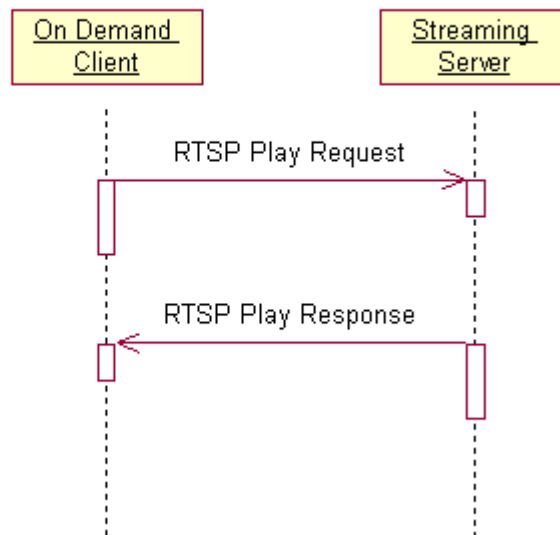 On Demand
Client
Streaming
Server
RTSP Play Request
RTSP Play Response